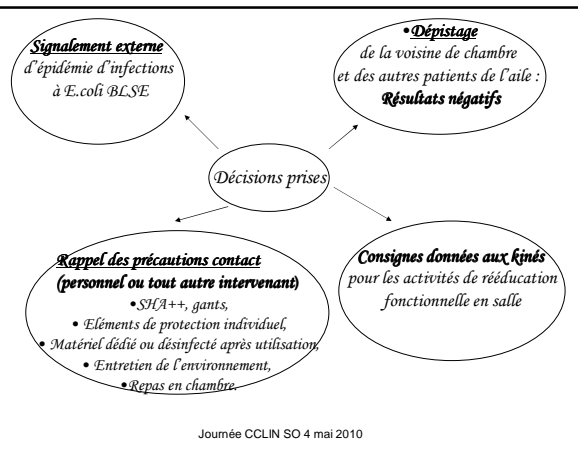 Signalement externe
d'épidémie d'infections
à E.coli BLSE
•Dépistage
de la voisine de chambre
et des autres patients de l'aile :
Résultats négatifs
Décisions prises
Rappel des précautions contact
(personnel ou tout autre intervenant)
•SHA++, gants,
• Eléments de protection individuel,
• Matériel dédié ou désinfecté après utilisation,
• Entretien de l'environnement,
•Repas en chambre.
Consignes données aux kinés
pour les activités de rééducation
fonctionnelle en salle
Journée CCLIN SO 4 mai 2010